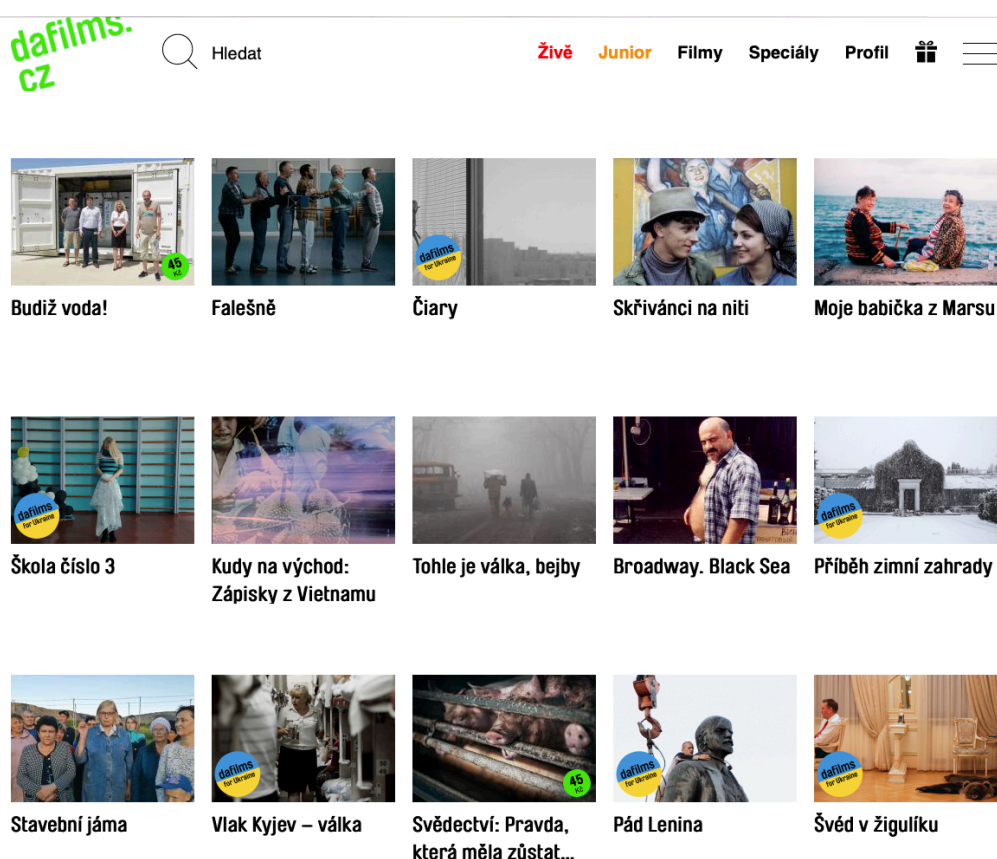 dafilms.
cz
Hledat
Živě Junior Filmy Speciály Profil
45
Kč
Budiž voda!
Falešně
dafilms
for Ukraine
Čiary
Skřivánci na niti
Moje babička z Marsu
dafilms
for Ukraine
Škola číslo 3
Kudy na východ:
Zápisky z Vietnamu
Tohle je válka, bejby
Broadway. Black Sea
dafilms
for Ukraine
Příběh zimní zahrady
Stavební jáma
dafilms
for Ukraine
Vlak Kyjev – válka
45
Kč
Svědectví: Pravda,
která měla zůstat...
dafilms
for Ukraine
Pád Lenina
dafilms
for Ukraine
Švéd v žigulíku